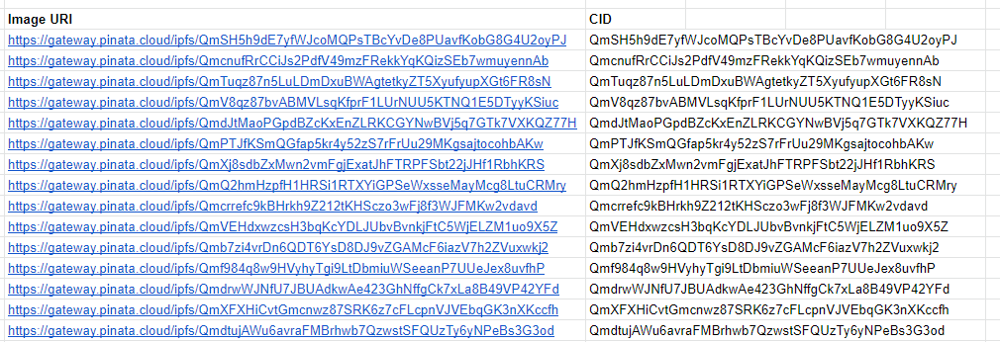 Image URI CID
https://gateway.pinata.cloud/ipfs/QmSH5h9dE7yfWJcoMQPsTBcYvDe8PUavfKobG8G4U2oyPJ QmSH5h9dE7yfWJcoMQPsTBcYvDe8PUavfKobG8G4U2oyPJ
https://gateway.pinata.cloud/ipfs/QmcnufRrCCiJs2PdfV49mzFRekkYqKQizSEb7wmuyennAb QmcnufRrCCiJs2PdfV49mzFRekkYqKQizSEb7wmuyennAb
https://gateway.pinata.cloud/ipfs/QmTuqz87n5LuLDmDxuBWAgtetkyZT5XyufyupXGt6FR8sN QmTuqz87n5LuLDmDxuBWAgtetkyZT5XyufyupXGt6FR8sN
https://gateway.pinata.cloud/ipfs/QmV8qz87bvABMVLsqKfprF1LUrNUU5KTNQ1E5DTyyKSiuc QmV8qz87bvABMVLsqKfprF1LUrNUU5KTNQ1E5DTyyKSiuc
https://gateway.pinata.cloud/ipfs/QmdJtMaoPGpdBZcKxEnZLRKCGYNwBVj5q7GTk7VXKQZ77H QmdJtMaoPGpdBZcKxEnZLRKCGYNwBVj5q7GTk7VXKQZ77H
https://gateway.pinata.cloud/ipfs/QmPTJfKSmQGfap5kr4y52zS7rFrUu29MKgsajtocohbAKw QmPTJfKSmQGfap5kr4y52zS7rFrUu29MKgsajtocohbAKw
https://gateway.pinata.cloud/ipfs/QmXj8sdbZxMwn2vmFgjExatJhFTRPFSbt22jJHf1RbhKRS QmXj8sdbZxMwn2vmFgjExatJhFTRPFSbt22jJHf1RbhKRS
https://gateway.pinata.cloud/ipfs/QmQ2hmHzpfH1HRSi1RTXYiGPSeWxsseMayMcg8LtuCRMry QmQ2hmHzpfH1HRSi1RTXYiGPSeWxsseMayMcg8LtuCRMry
https://gateway.pinata.cloud/ipfs/Qmcrrefc9kBHrkh9Z212tKHSczo3wFj8f3WJFMKw2vdavd Qmcrrefc9kBHrkh9Z212tKHSczo3wFj8f3WJFMKw2vdavd
https://gateway.pinata.cloud/ipfs/QmVEHdxwzcsH3bqKcYDLJUbvBvnkjFtC5WjELZM1uo9X5Z QmVEHdxwzcsH3bqKcYDLJUbvBvnkjFtC5WjELZM1uo9X5Z
https://gateway.pinata.cloud/ipfs/Qmb7zi4vrDn6QDT6YsD8DJ9vZGAMcF6iazV7h2ZVuxwkj2 Qmb7zi4vrDn6QDT6YsD8DJ9vZGAMcF6iazV7h2ZVuxwkj2
https://gateway.pinata.cloud/ipfs/Qmf984q8w9HVyhyTgi9LtDbmiuWSeeanP7UUeJex8uvfhP Qmf984q8w9HVyhyTgi9LtDbmiuWSeeanP7UUeJex8uvfhP
https://gateway.pinata.cloud/ipfs/QmdrwWJNfU7JBUAdkwAe423GhNffgCk7xLa8B49VP42YFd QmdrwWJNfU7JBUAdkwAe423GhNffgCk7xLa8B49VP42YFd
https://gateway.pinata.cloud/ipfs/QmXFXHiCvtGmcnwz87SRK6z7cFLcpnVJVEbqGK3nXKccfh QmXFXHiCvtGmcnwz87SRK6z7cFLcpnVJVEbqGK3nXKccfh
https://gateway.pinata.cloud/ipfs/QmdtujAWu6avraFMBrhwb7QzwstSFQUzTy6yNPeBs3G3od QmdtujAWu6avraFMBrhwb7QzwstSFQUzTy6yNPeBs3G3od